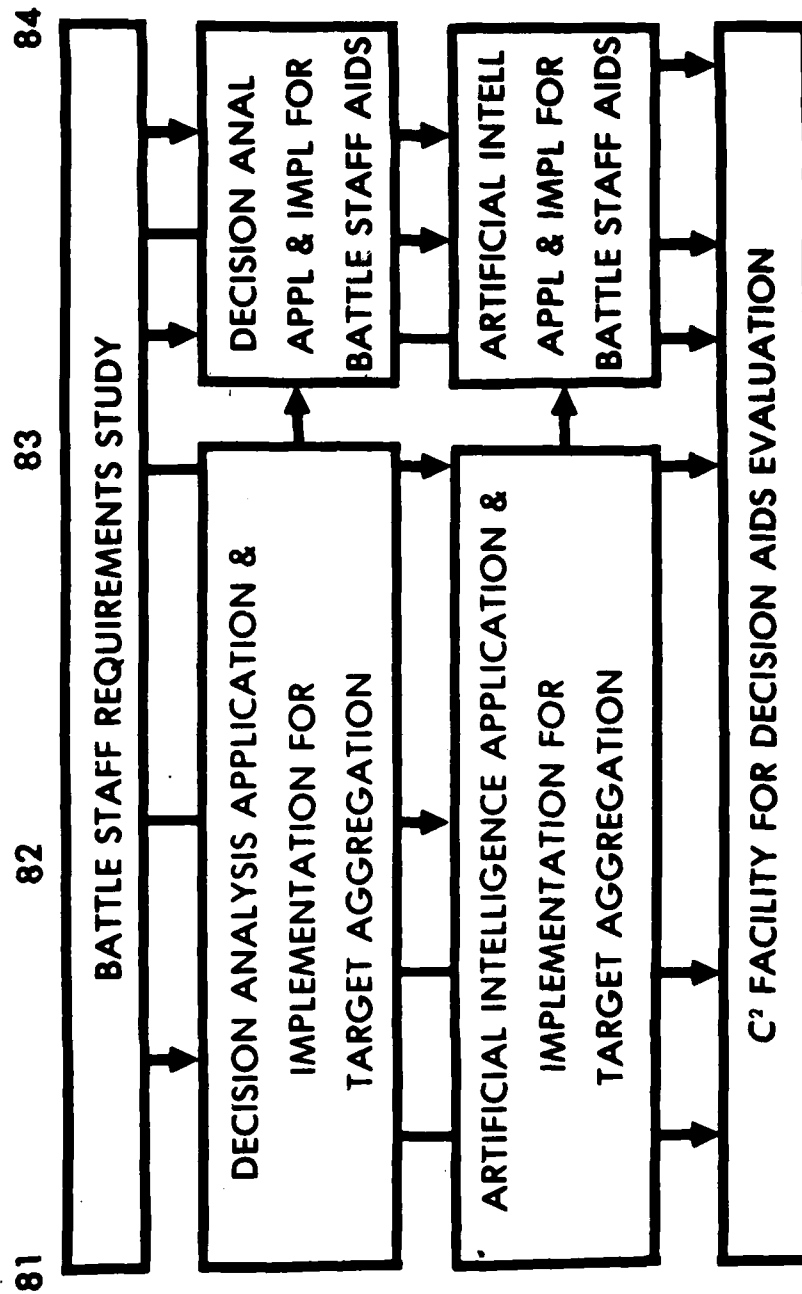 81 82 83 84
BATTLE STAFF REQUIREMENTS STUDY
DECISION ANALYSIS APPLICATION &
IMPLEMENTATION FOR
TARGET AGGREGATION
DECISION ANAL
APPL & IMPL FOR
BATTLE STAFF AIDS
ARTIFICIAL INTELLIGENCE APPLICATION &
IMPLEMENTATION FOR
TARGET AGGREGATION
ARTIFICIAL INTELL
APPL & IMPL FOR
BATTLE STAFF AIDS
C² FACILITY FOR DECISION AIDS EVALUATION